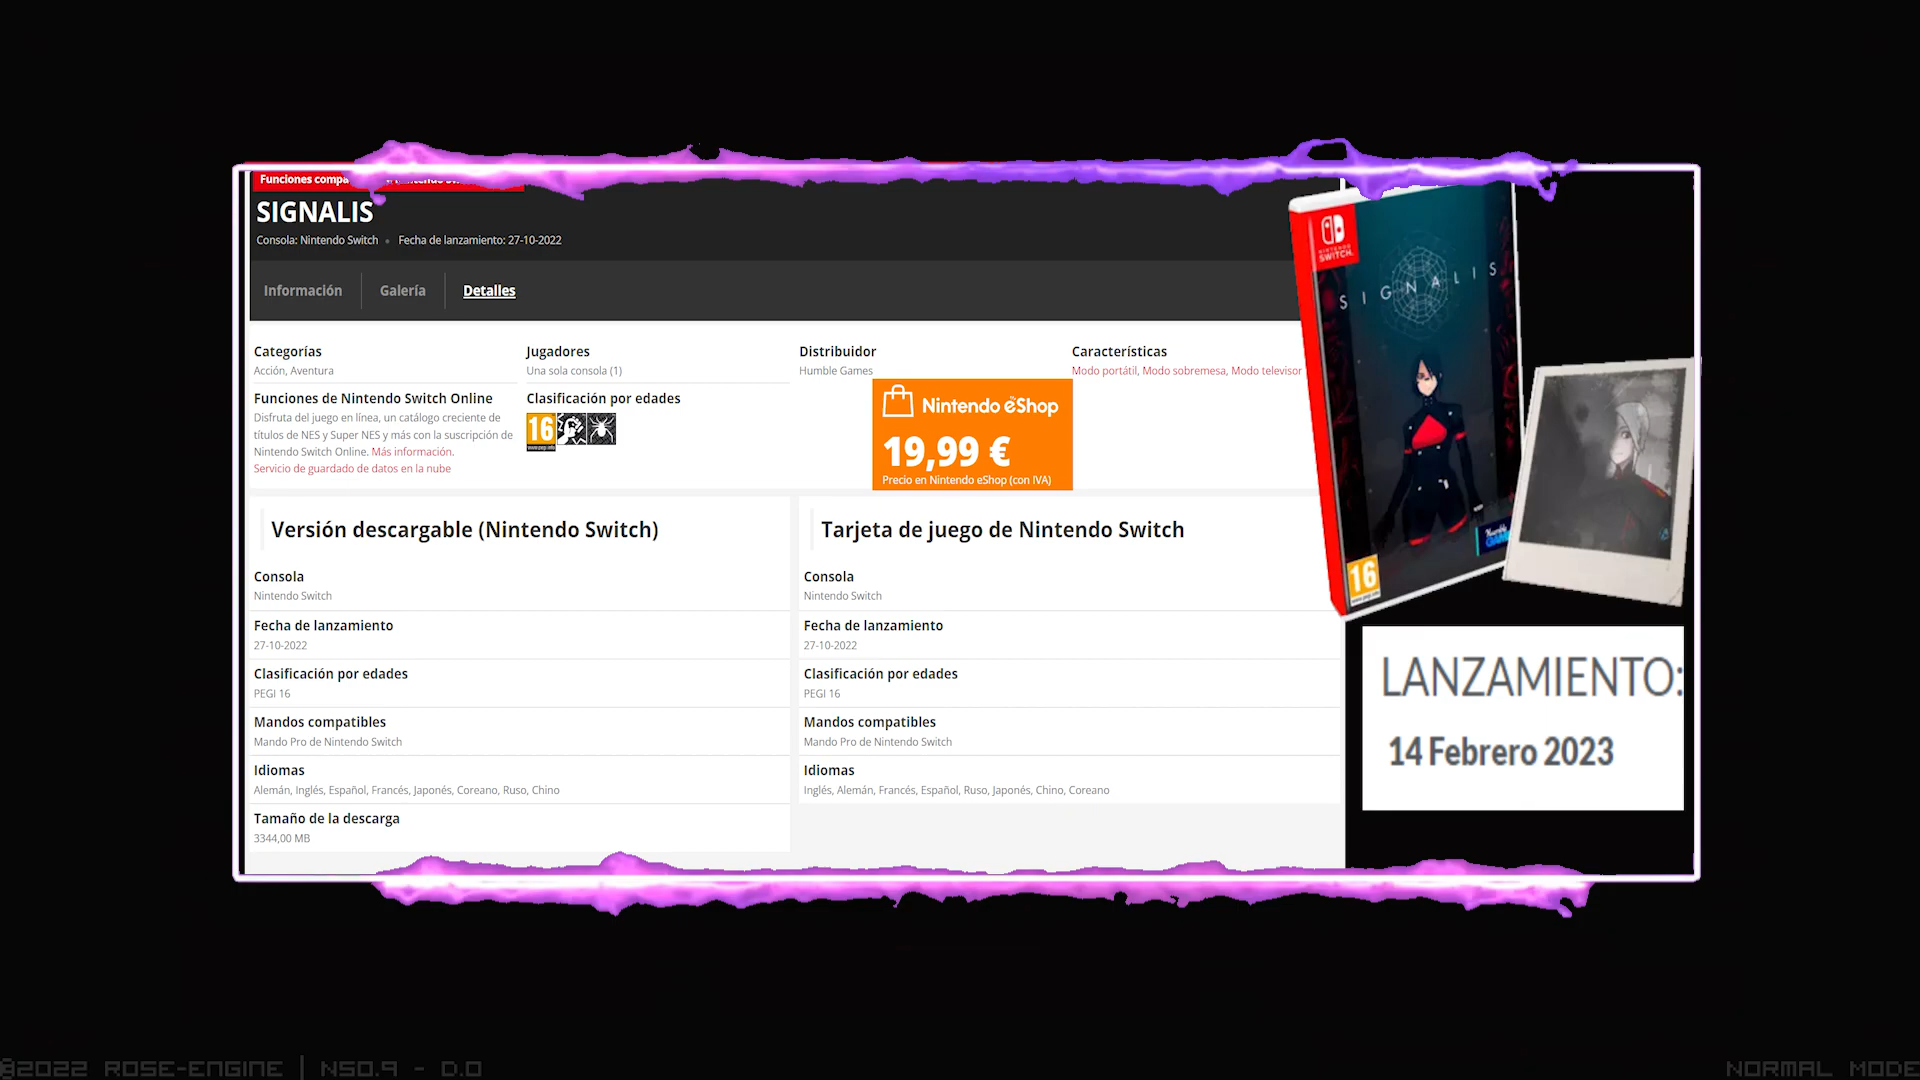 Funciones compa
SIGNALIS
Consola: Nintendo Switch • Fecha de lanzamiento: 27-10-2022
Información Galería Detalles
Categorías
Acción, Aventura
Jugadores
Una sola consola (1)
Distribuidor
Humble Games
Características
Modo portátil, Modo sobremesa, Modo televisor
Funciones de Nintendo Switch Online
Disfruta del juego en línea, un catálogo creciente de
títulos de NES y Super NES y más con la suscripción de
Nintendo Switch Online. Más información.
Servicio de guardado de datos en la nube
Clasificación por edades
16
Nintendo eShop
19,99 €
Precio en Nintendo eShop (con IVA)
Versión descargable (Nintendo Switch)
Consola
Nintendo Switch
Fecha de lanzamiento
27-10-2022
Clasificación por edades
PEGI 16
Mandos compatibles
Mando Pro de Nintendo Switch
Idiomas
Alemán, Inglés, Español, Francés, Japonés, Coreano, Ruso, Chino
Tamaño de la descarga
3344,00 MB
Tarjeta de juego de Nintendo Switch
Consola
Nintendo Switch
Fecha de lanzamiento
27-10-2022
Clasificación por edades
PEGI 16
Mandos compatibles
Mando Pro de Nintendo Switch
Idiomas
Inglés, Alemán, Francés, Español, Ruso, Japonés, Chino, Coreano
NINTENDO
SWITCH.
SIGNALIS
Humble
GAMES
16
LANZAMIENTO:
14 Febrero 2023
©2022 ROSE-ENGINE | NS0.9 - D.0
NORMAL MODE